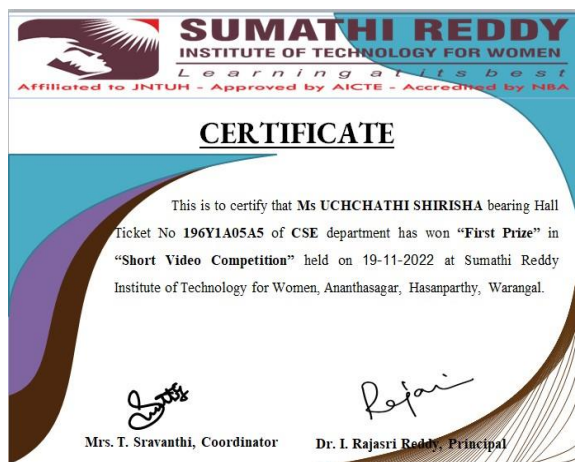 SUMATHI REDDY
INSTITUTE OF TECHNOLOGY FOR WOMEN
Learning at its best
Affiliated to JNTUH - Approved by AICTE - Accredited by NBA
CERTIFICATE
This is to certify that Ms UCHCHATHI SHIRISHA bearing Hall
Ticket No 196Y1A05A5 of CSE department has won “First Prize” in
“Short Video Competition” held on 19-11-2022 at Sumathi Reddy
Institute of Technology for Women, Ananthasagar, Hasanparthy, Warangal.
Rejani
Mrs. T. Sravanthi, Coordinator
Dr. I. Rajasri Reddy, Principal